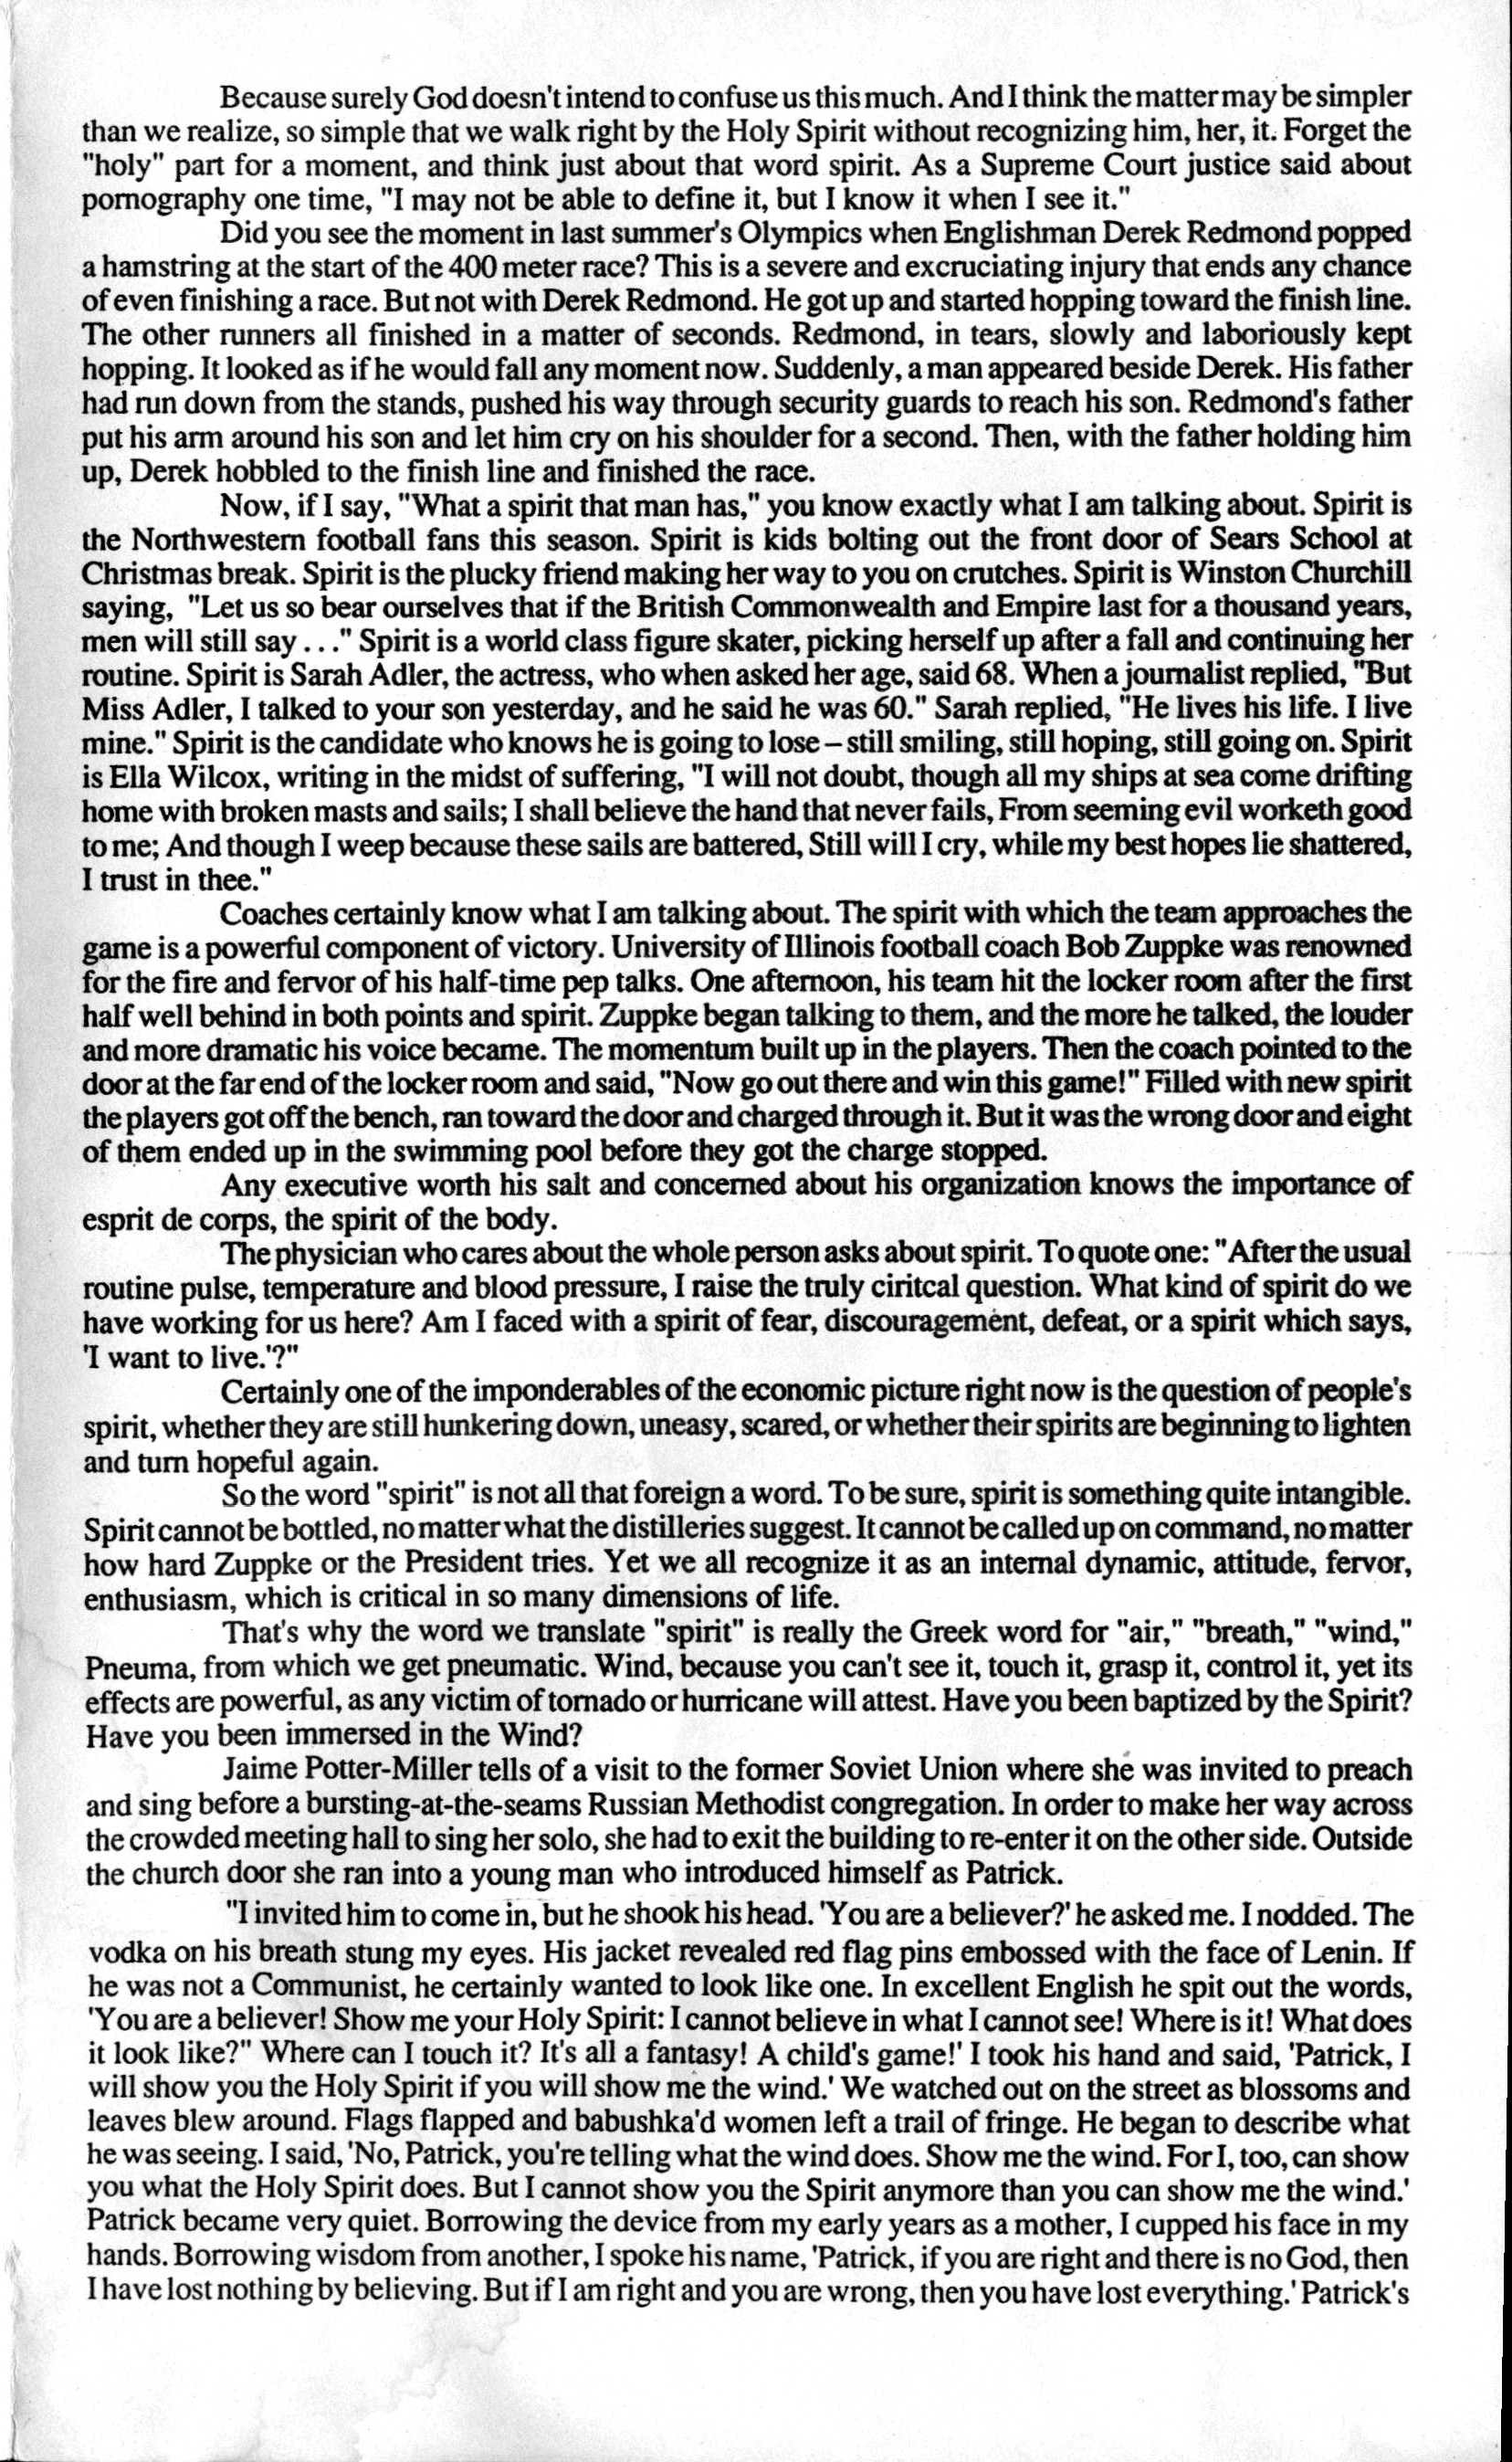 Because surely God doesn't intend to confuse us this much. And I think the matter may be simpler
than we realize, so simple that we walk right by the Holy Spirit without recognizing him, her, it. Forget the
"holy" part for a moment, and think just about that word spirit. As a Supreme Court justice said about
pornography one time, "I may not be able to define it, but I know it when I see it."
Did you see the moment in last summer's Olympics when Englishman Derek Redmond popped
a hamstring at the start of the 400 meter race? This is a severe and excruciating injury that ends any chance
of even finishing a race. But not with Derek Redmond. He got up and started hopping toward the finish line.
The other runners all finished in a matter of seconds. Redmond, in tears, slowly and laboriously kept
hopping. It looked as if he would fall any moment now. Suddenly, a man appeared beside Derek. His father
had run down from the stands, pushed his way through security guards to reach his son. Redmond's father
put his arm around his son and let him cry on his shoulder for a second. Then, with the father holding him
up, Derek hobbled to the finish line and finished the race.
Now, if I say, "What a spirit that man has," you know exactly what I am talking about. Spirit is
the Northwestern football fans this season. Spirit is kids bolting out the front door of Sears School at
Christmas break. Spirit is the plucky friend making her way to you on crutches. Spirit is Winston Churchill
saying, "Let us so bear ourselves that if the British Commonwealth and Empire last for a thousand years,
men will still say . . ." Spirit is a world class figure skater, picking herself up after a fall and continuing her
routine. Spirit is Sarah Adler, the actress, who when asked her age, said 68. When a journalist replied, "But
Miss Adler, I talked to your son yesterday, and he said he was 60." Sarah replied, "He lives his life. I live
mine." Spirit is the candidate who knows he is going to lose – still smiling, still hoping, still going on. Spirit
is Ella Wilcox, writing in the midst of suffering, "I will not doubt, though all my ships at sea come drifting
home with broken masts and sails; I shall believe the hand that never fails, From seeming evil worketh good
to me; And though I weep because these sails are battered, Still will I cry, while my best hopes lie shattered,
I trust in thee."
Coaches certainly know what I am talking about. The spirit with which the team approaches the
game is a powerful component of victory. University of Illinois football coach Bob Zuppke was renowned
for the fire and fervor of his half-time pep talks. One afternoon, his team hit the locker room after the first
half well behind in both points and spirit. Zuppke began talking to them, and the more he talked, the louder
and more dramatic his voice became. The momentum built up in the players. Then the coach pointed to the
door at the far end of the locker room and said, "Now go out there and win this game!" Filled with new spirit
the players got off the bench, ran toward the door and charged through it. But it was the wrong door and eight
of them ended up in the swimming pool before they got the charge stopped.
Any executive worth his salt and concerned about his organization knows the importance of
esprit de corps, the spirit of the body.
The physician who cares about the whole person asks about spirit. To quote one: "After the usual
routine pulse, temperature and blood pressure, I raise the truly ciritcal question. What kind of spirit do we
have working for us here? Am I faced with a spirit of fear, discouragement, defeat, or a spirit which says,
'I want to live.'?"
Certainly one of the imponderables of the economic picture right now is the question of people's
spirit, whether they are still hunkering down, uneasy, scared, or whether their spirits are beginning to lighten
and turn hopeful again.
So the word "spirit" is not all that foreign a word. To be sure, spirit is something quite intangible.
Spirit cannot be bottled, no matter what the distilleries suggest. It cannot be called up on command, no matter
how hard Zuppke or the President tries. Yet we all recognize it as an internal dynamic, attitude, fervor,
enthusiasm, which is critical in so many dimensions of life.
That's why the word we translate "spirit" is really the Greek word for "air," "breath," "wind,"
Pneuma, from which we get pneumatic. Wind, because you can't see it, touch it, grasp it, control it, yet its
effects are powerful, as any victim of tornado or hurricane will attest. Have you been baptized by the Spirit?
Have you been immersed in the Wind?
Jaime Potter-Miller tells of a visit to the former Soviet Union where she was invited to preach
and sing before a bursting-at-the-seams Russian Methodist congregation. In order to make her way across
the crowded meeting hall to sing her solo, she had to exit the building to re-enter it on the other side. Outside
the church door she ran into a young man who introduced himself as Patrick.
"I invited him to come in, but he shook his head. 'You are a believer?' he asked me. I nodded. The
vodka on his breath stung my eyes. His jacket revealed red flag pins embossed with the face of Lenin. If
he was not a Communist, he certainly wanted to look like one. In excellent English he spit out the words,
'You are a believer! Show me your Holy Spirit: I cannot believe in what I cannot see! Where is it! What does
it look like?" Where can I touch it? It's all a fantasy! A child's game!' I took his hand and said, 'Patrick, I
will show you the Holy Spirit if you will show me the wind.' We watched out on the street as blossoms and
leaves blew around. Flags flapped and babushka'd women left a trail of fringe. He began to describe what
he was seeing. I said, 'No, Patrick, you're telling what the wind does. Show me the wind. For I, too, can show
you what the Holy Spirit does. But I cannot show you the Spirit anymore than you can show me the wind.'
Patrick became very quiet. Borrowing the device from my early years as a mother, I cupped his face in my
hands. Borrowing wisdom from another, I spoke his name, 'Patrick, if you are right and there is no God, then
I have lost nothing by believing. But if I am right and you are wrong, then you have lost everything.' Patrick's